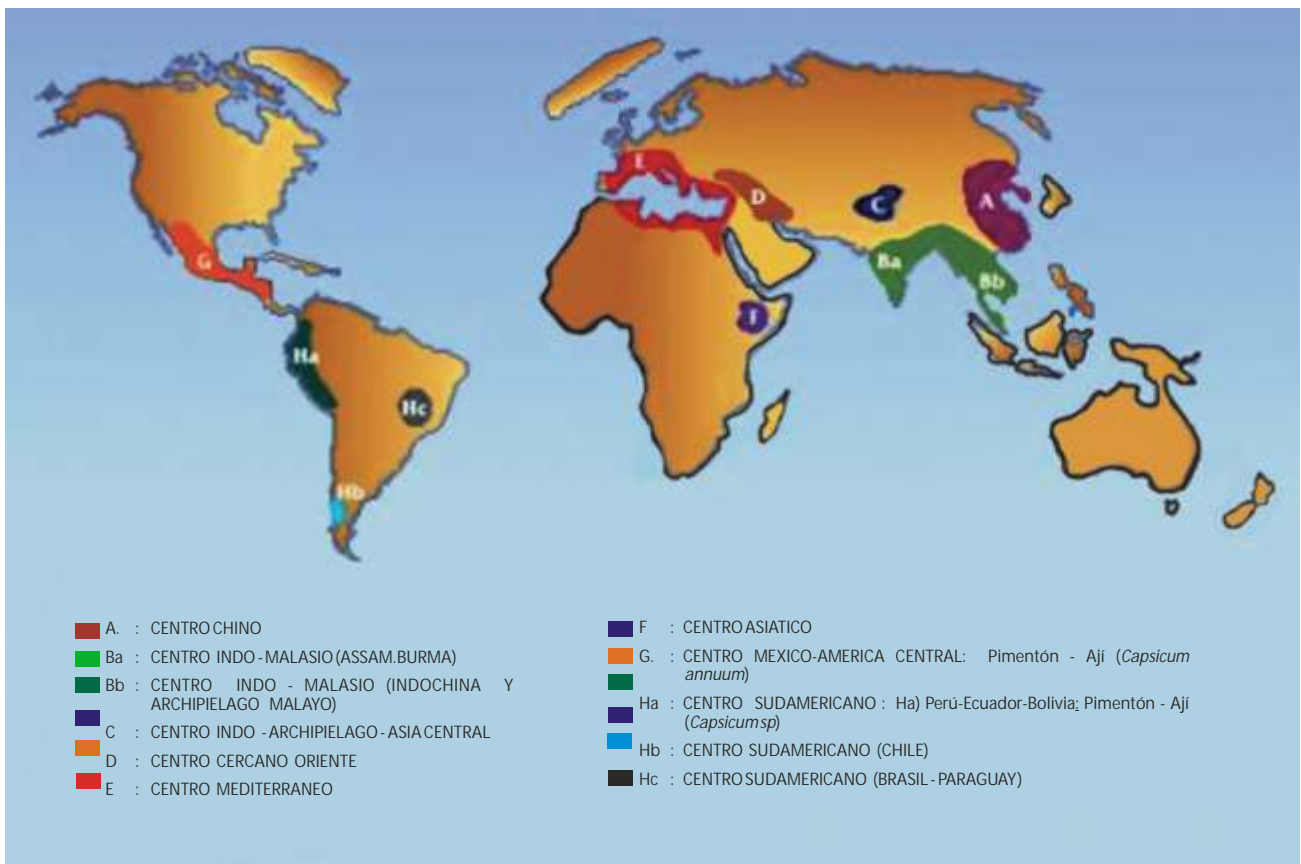 E
D
C
A
G
Ba
Bb
F
Ha
Hc
Hb
A. : CENTRO CHINO
Ba : CENTRO INDO - MALASIO (ASSAM.BURMA)
Bb : CENTRO INDO - MALASIO (INDOCHINA Y
ARCHIPIELAGO MALAYO)
C : CENTRO INDO - ARCHIPIELAGO - ASIA CENTRAL
D : CENTRO CERCANO ORIENTE
E : CENTRO MEDITERRANEO
F : CENTRO ASIATICO
G. : CENTRO MEXICO-AMERICA CENTRAL: Pimentón - Ají (Capsicum
annuum)
Ha : CENTRO SUDAMERICANO : Ha) Perú-Ecuador-Bolivia: Pimentón - Ají
(Capsicum sp)
Hb : CENTRO SUDAMERICANO (CHILE)
Hc : CENTRO SUDAMERICANO (BRASIL - PARAGUAY)